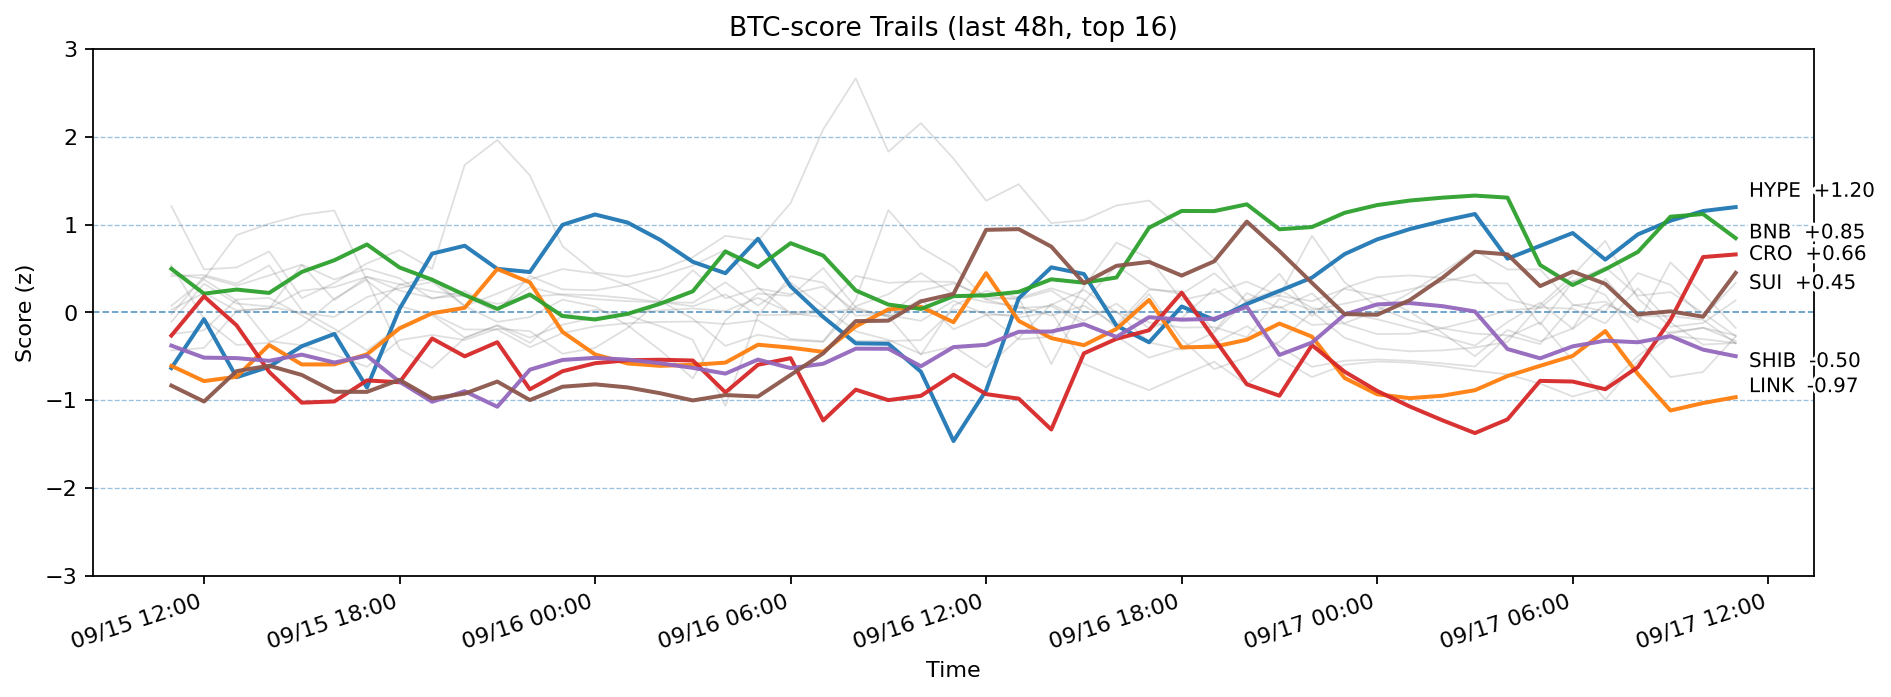 BTC-score Trails (last 48h, top 16)
3
2
1
0
−1
−2
−3
Score (z)
HYPE +1.20
BNB +0.85
CRO +0.66
SUI +0.45
SHIB -0.50
LINK -0.97
09/15 12:00
09/15 18:00
09/16 00:00
09/16 06:00
09/16 12:00
09/16 18:00
09/17 00:00
09/17 06:00
09/17 12:00
Time